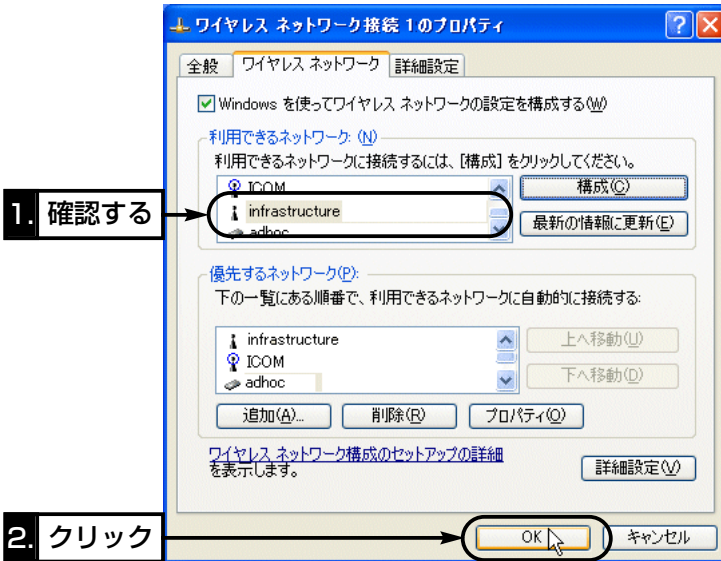 ワイヤレス ネットワーク接続 1のプロパティ
全般 ワイヤレス ネットワーク 詳細設定
Windows を使ってワイヤレス ネットワークの設定を構成する(W)
利用できるネットワーク: (N)
利用できるネットワークに接続するには、[構成] をクリックしてください。
ICOM
infrastructure
adhoc
構成(C)
最新の情報に更新(E)
1. 確認する
優先するネットワーク(P):
下の一覧にある順番で、利用できるネットワークに自動的に接続する:
infrastructure
ICOM
adhoc
上へ移動(U)
下へ移動(D)
追加(A)... 削除(R) プロパティ(O)
ワイヤレス ネットワーク構成のセットアップの詳細
を表示します。
詳細設定(V)
2. クリック
OK キャンセル